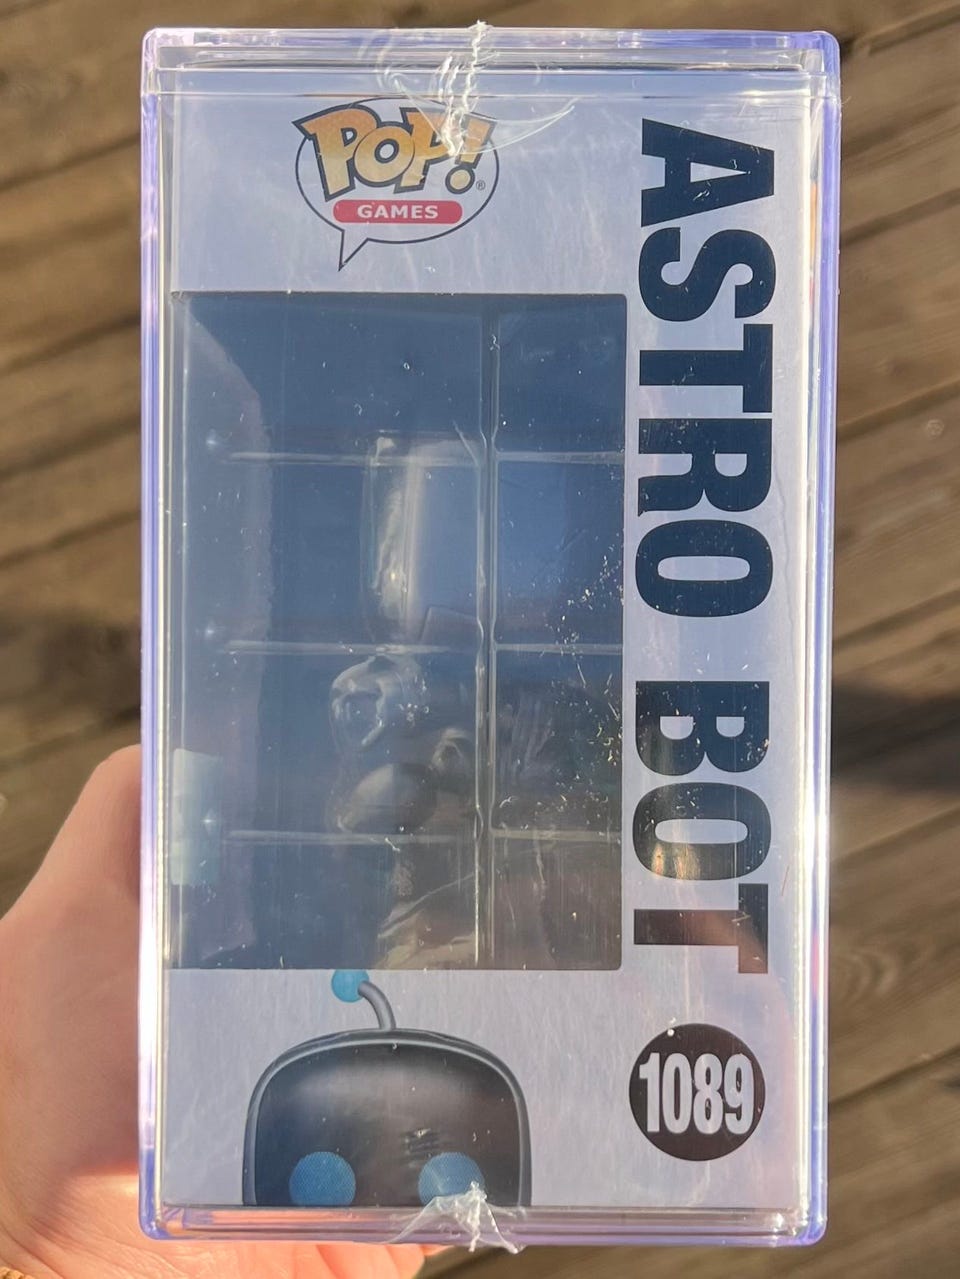 POP!
®
GAMES
ASTRO BOT
1089